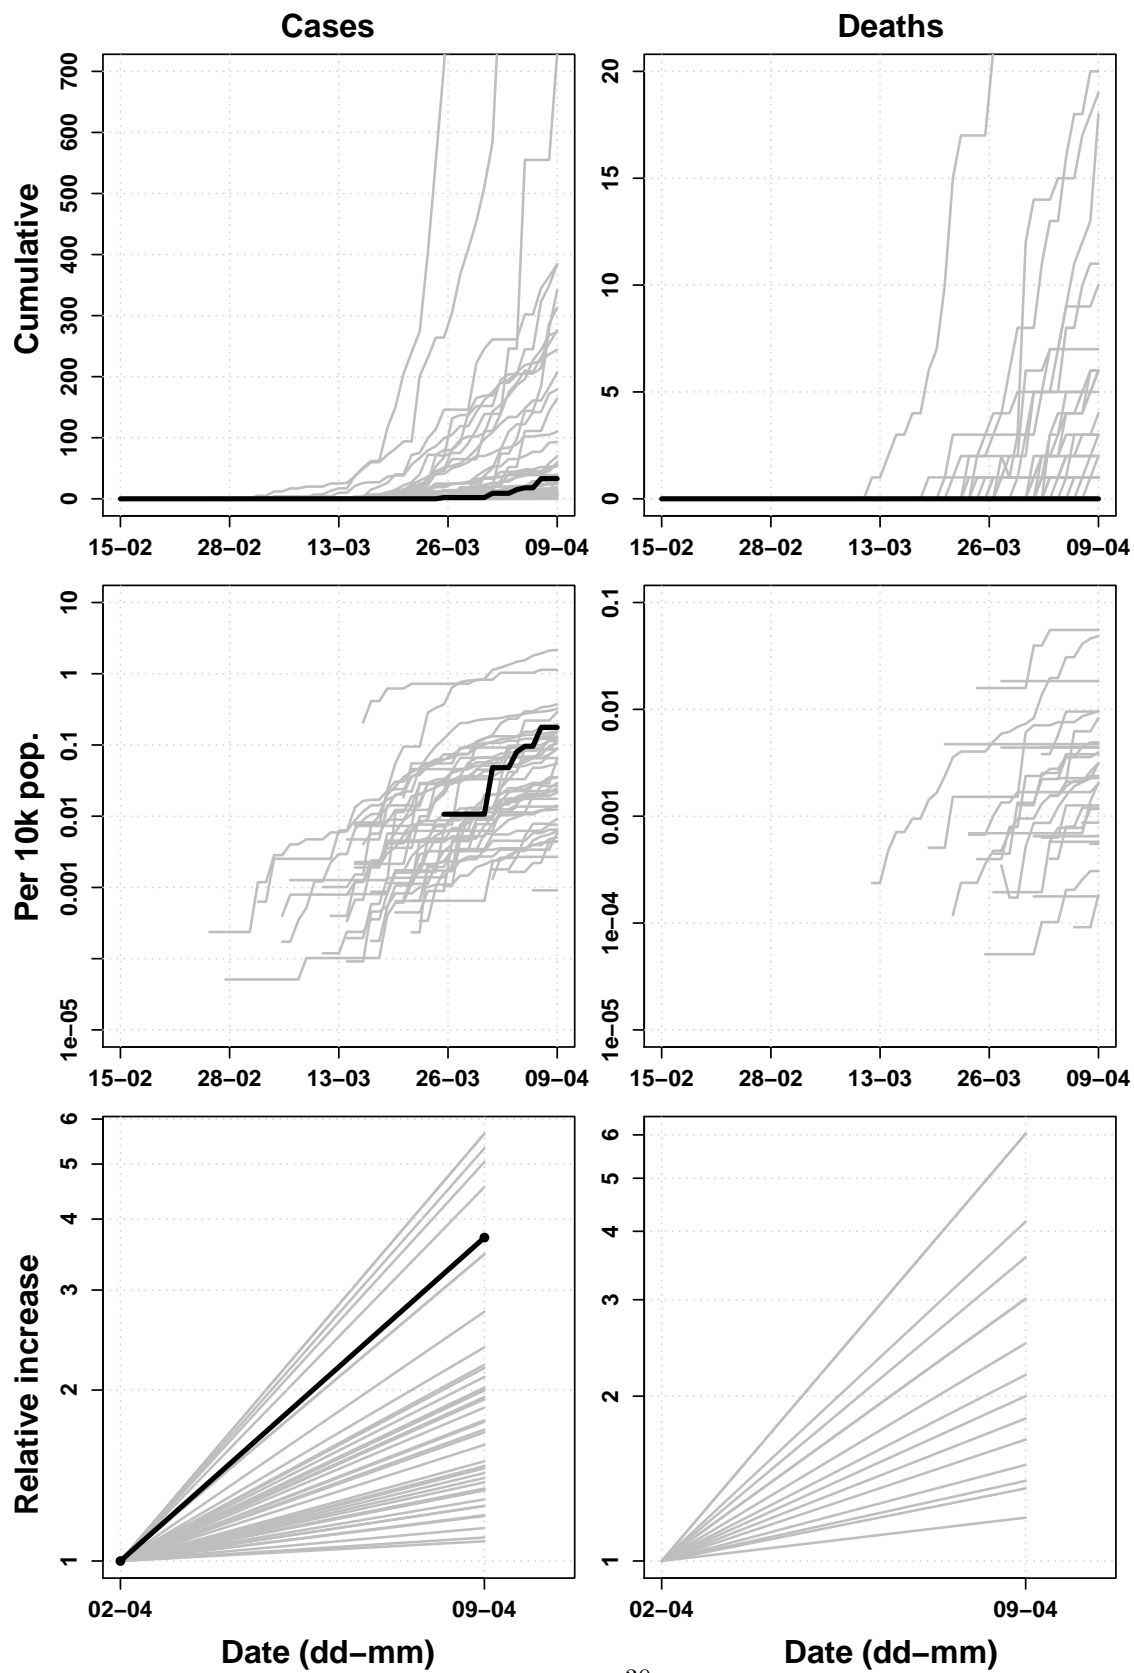 Cases Deaths
Cumulative
700
600
500
400
300
200
100
0
15−02 28−02 13−03 26−03 09−04
20
15
10
5
0
15−02 28−02 13−03 26−03 09−04
Per 10k pop.
10
1
0.1
0.01
0.001
1e−05
15−02 28−02 13−03 26−03 09−04
0.1
0.01
0.001
1e−04
1e−05
15−02 28−02 13−03 26−03 09−04
Relative increase
6
5
4
3
2
1
02−04 09−04
Date (dd−mm)
6
5
4
3
2
1
02−04 09−04
Date (dd−mm)